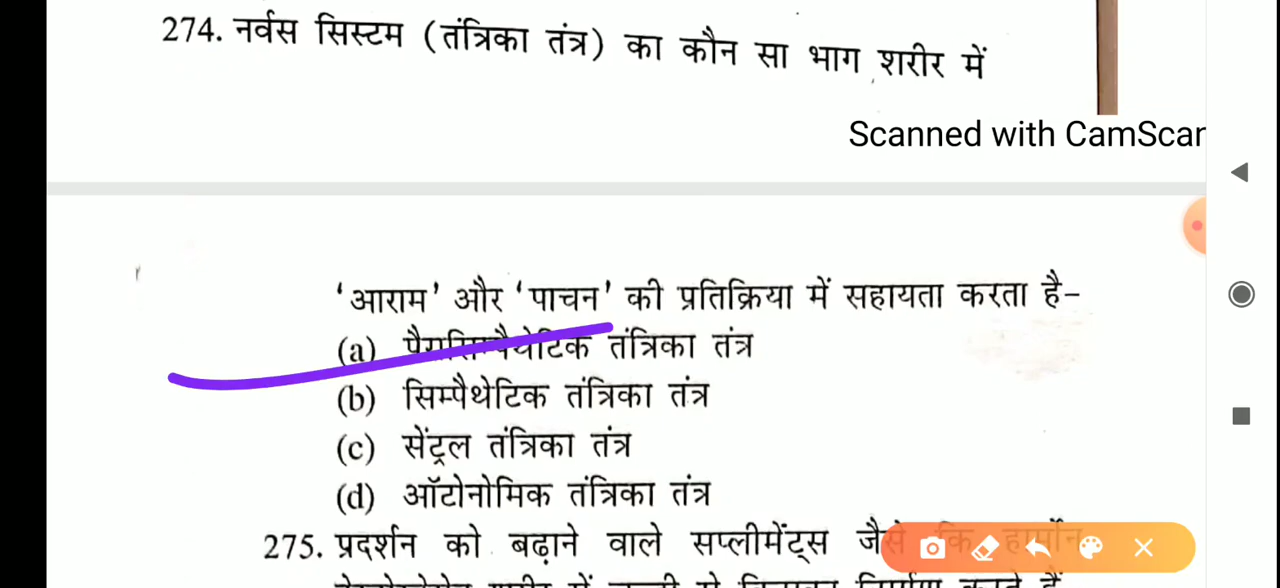 274. नर्वस सिस्टम (तंत्रिका तंत्र) का कौन सा भाग शरीर में
Scanned with CamScar
'आराम' और 'पाचन' की प्रतिक्रिया में सहायता करता है-
(a) पैरासिम्पैथेटिक तंत्रिका तंत्र
(b) सिम्पैथेटिक तंत्रिका तंत्र
(c) सेंट्रल तंत्रिका तंत्र
(d) ऑटोनोमिक तंत्रिका तंत्र
275. प्रदर्शन को बढ़ाने वाले सप्लीमेंट्स जैसे कि हार्मोन